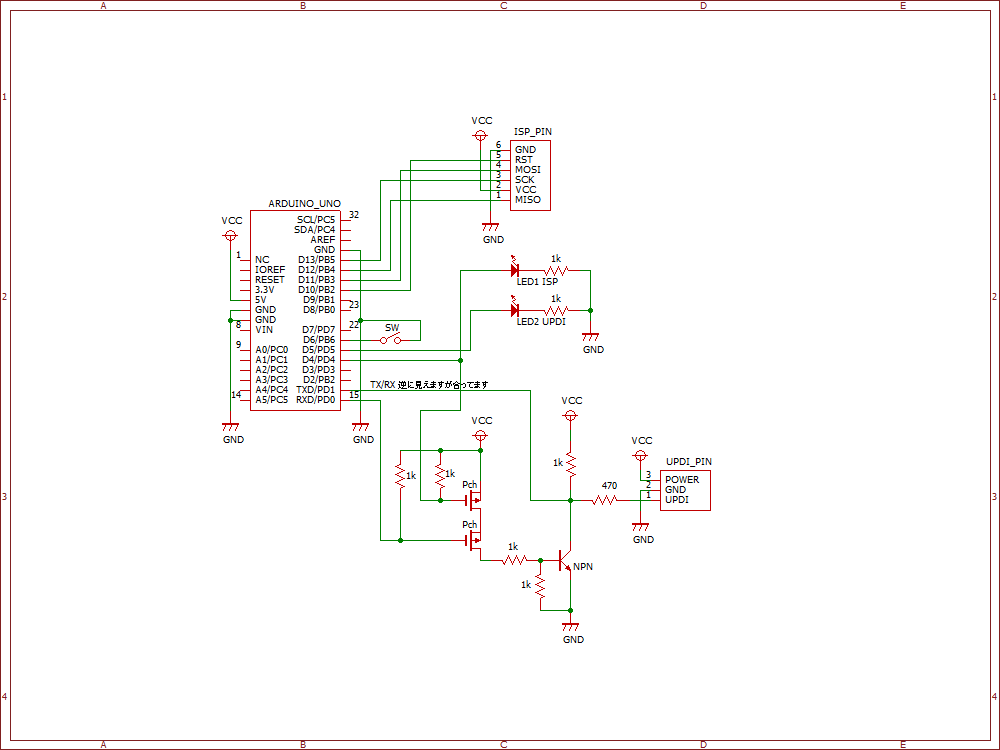 A B C D E
1 1
VCC
ISP_PIN
6 GND
5 RST
4 MOSI
3 SCK
2 VCC
1 MISO
GND
ARDUINO_UNO
VCC
SCL/PC5 32
SDA/PC4
AREF
GND
1 NC D13/PB5
IOREF D12/PB4
RESET D11/PB3
3.3V D10/PB2
5V D9/PB1
GND D8/PB0 23
GND
8 VIN D7/PD7 22
D6/PB6
9 A0/PC0 D5/PD5
A1/PC1 D4/PD4
A2/PC2 D3/PD3
A3/PC3 D2/PB2
A4/PC4 TXD/PD1
14 A5/PC5 RXD/PD0 15
GND
GND
1k
LED1 ISP
1k
LED2 UPDI
GND
2 2
SW
TX/RX 逆に見えますが合ってます
VCC
VCC
VCC
1k
1k
1k
Pch
Pch
470
UPDI_PIN
3 POWER
2 GND
1 UPDI
GND
3 3
1k
1k
NPN
GND
4 4
A B C D E